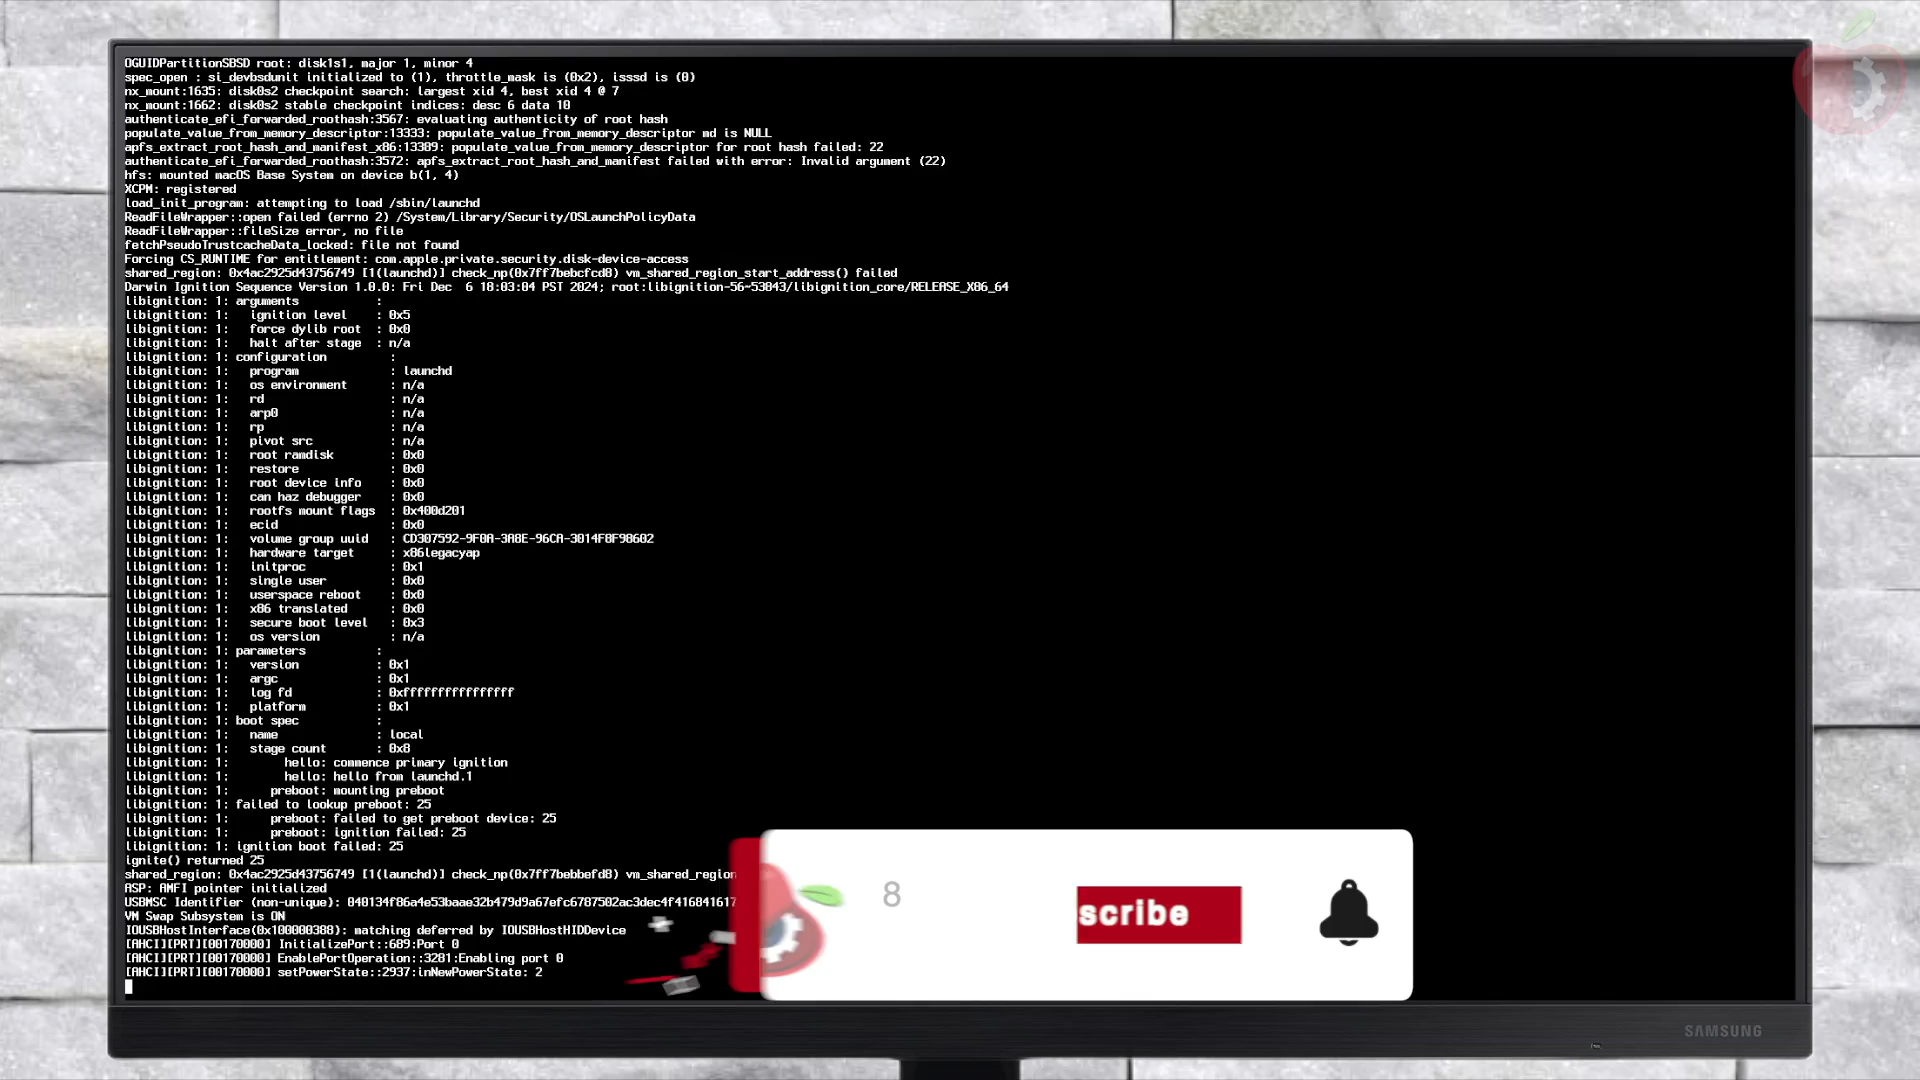 OGUIDPartitionSBSD root: disk1s1, major 1, minor 4
spec_open : si_devbsdunit initialized to (1), throttle_mask is (0x2), isssd is (0)
nx_mount:1635: disk0s2 checkpoint search: largest xid 4, best xid 4 @ 7
nx_mount:1662: disk0s2 stable checkpoint indices: desc 6 data 10
authenticate_efi_forwarded_roothash:3567: evaluating authenticity of root hash
populate_value_from_memory_descriptor:13333: populate_value_from_memory_descriptor md is NULL
apfs_extract_root_hash_and_manifest_x86:13389: populate_value_from_memory_descriptor for root hash failed: 22
authenticate_efi_forwarded_roothash:3572: apfs_extract_root_hash_and_manifest failed with error: Invalid argument (22)
hfs: mounted macOS Base System on device b(1, 4)
XCPM: registered
load_init_program: attempting to load /sbin/launchd
ReadFileWrapper::open failed (errno 2) /System/Library/Security/OSLaunchPolicyData
ReadFileWrapper::fileSize error, no file
fetchPseudoTrustcacheData_locked: file not found
Forcing CS_RUNTIME for entitlement: com.apple.private.security.disk-device-access
shared_region: 0x4ac2925d43756749 [1(launchd)] check_np(0x7ff7bebcfcd8) vm_shared_region_start_address() failed
Darwin Ignition Sequence Version 1.0.0: Fri Dec  6 18:03:04 PST 2024; root:libignition-56~53843/libignition_core/RELEASE_X86_64
libignition: 1: arguments :
libignition: 1: ignition level : 0x5
libignition: 1: force dylib root : 0x0
libignition: 1: halt after stage : n/a
libignition: 1: configuration :
libignition: 1: program : launchd
libignition: 1: os environment : n/a
libignition: 1: rd : n/a
libignition: 1: arp0 : n/a
libignition: 1: rp : n/a
libignition: 1: pivot src : n/a
libignition: 1: root ramdisk : 0x0
libignition: 1: restore : 0x0
libignition: 1: root device info : 0x0
libignition: 1: can haz debugger : 0x0
libignition: 1: rootfs mount flags : 0x400d201
libignition: 1: ecid : 0x0
libignition: 1: volume group uuid : CD307592-9F0A-3A8E-96CA-3014F8F98602
libignition: 1: hardware target : x86legacyap
libignition: 1: initproc : 0x1
libignition: 1: single user : 0x0
libignition: 1: userspace reboot : 0x0
libignition: 1: x86 translated : 0x0
libignition: 1: secure boot level : 0x3
libignition: 1: os version : n/a
libignition: 1: parameters :
libignition: 1: version : 0x1
libignition: 1: argc : 0x1
libignition: 1: log fd : 0xffffffffffffffff
libignition: 1: platform : 0x1
libignition: 1: boot spec :
libignition: 1: name : local
libignition: 1: stage count : 0x8
libignition: 1: hello: commence primary ignition
libignition: 1: hello: hello from launchd.1
libignition: 1: preboot: mounting preboot
libignition: 1: failed to lookup preboot: 25
libignition: 1: preboot: failed to get preboot device: 25
libignition: 1: preboot: ignition failed: 25
libignition: 1: ignition boot failed: 25
ignite() returned 25
shared_region: 0x4ac2925d43756749 [1(launchd)] check_np(0x7ff7bebefd8) vm_shared_region
ASP: AMFI pointer initialized
USBMSC Identifier (non-unique): 040134f86a4e53baae32b479d9a67efc6787502ac3dec4f416841617
VM Swap Subsystem is ON
IOUSBHostInterface(0x100000388): matching deferred by IOUSBHostHIDDevice
[AHCI][PRT][00170000] InitializePort::689:Port 0
[AHCI][PRT][00170000] EnablePortOperation::3281:Enabling port 0
[AHCI][PRT][00170000] setPowerState::2937:inNewPowerState: 2
8
scribe
SAMSUNG